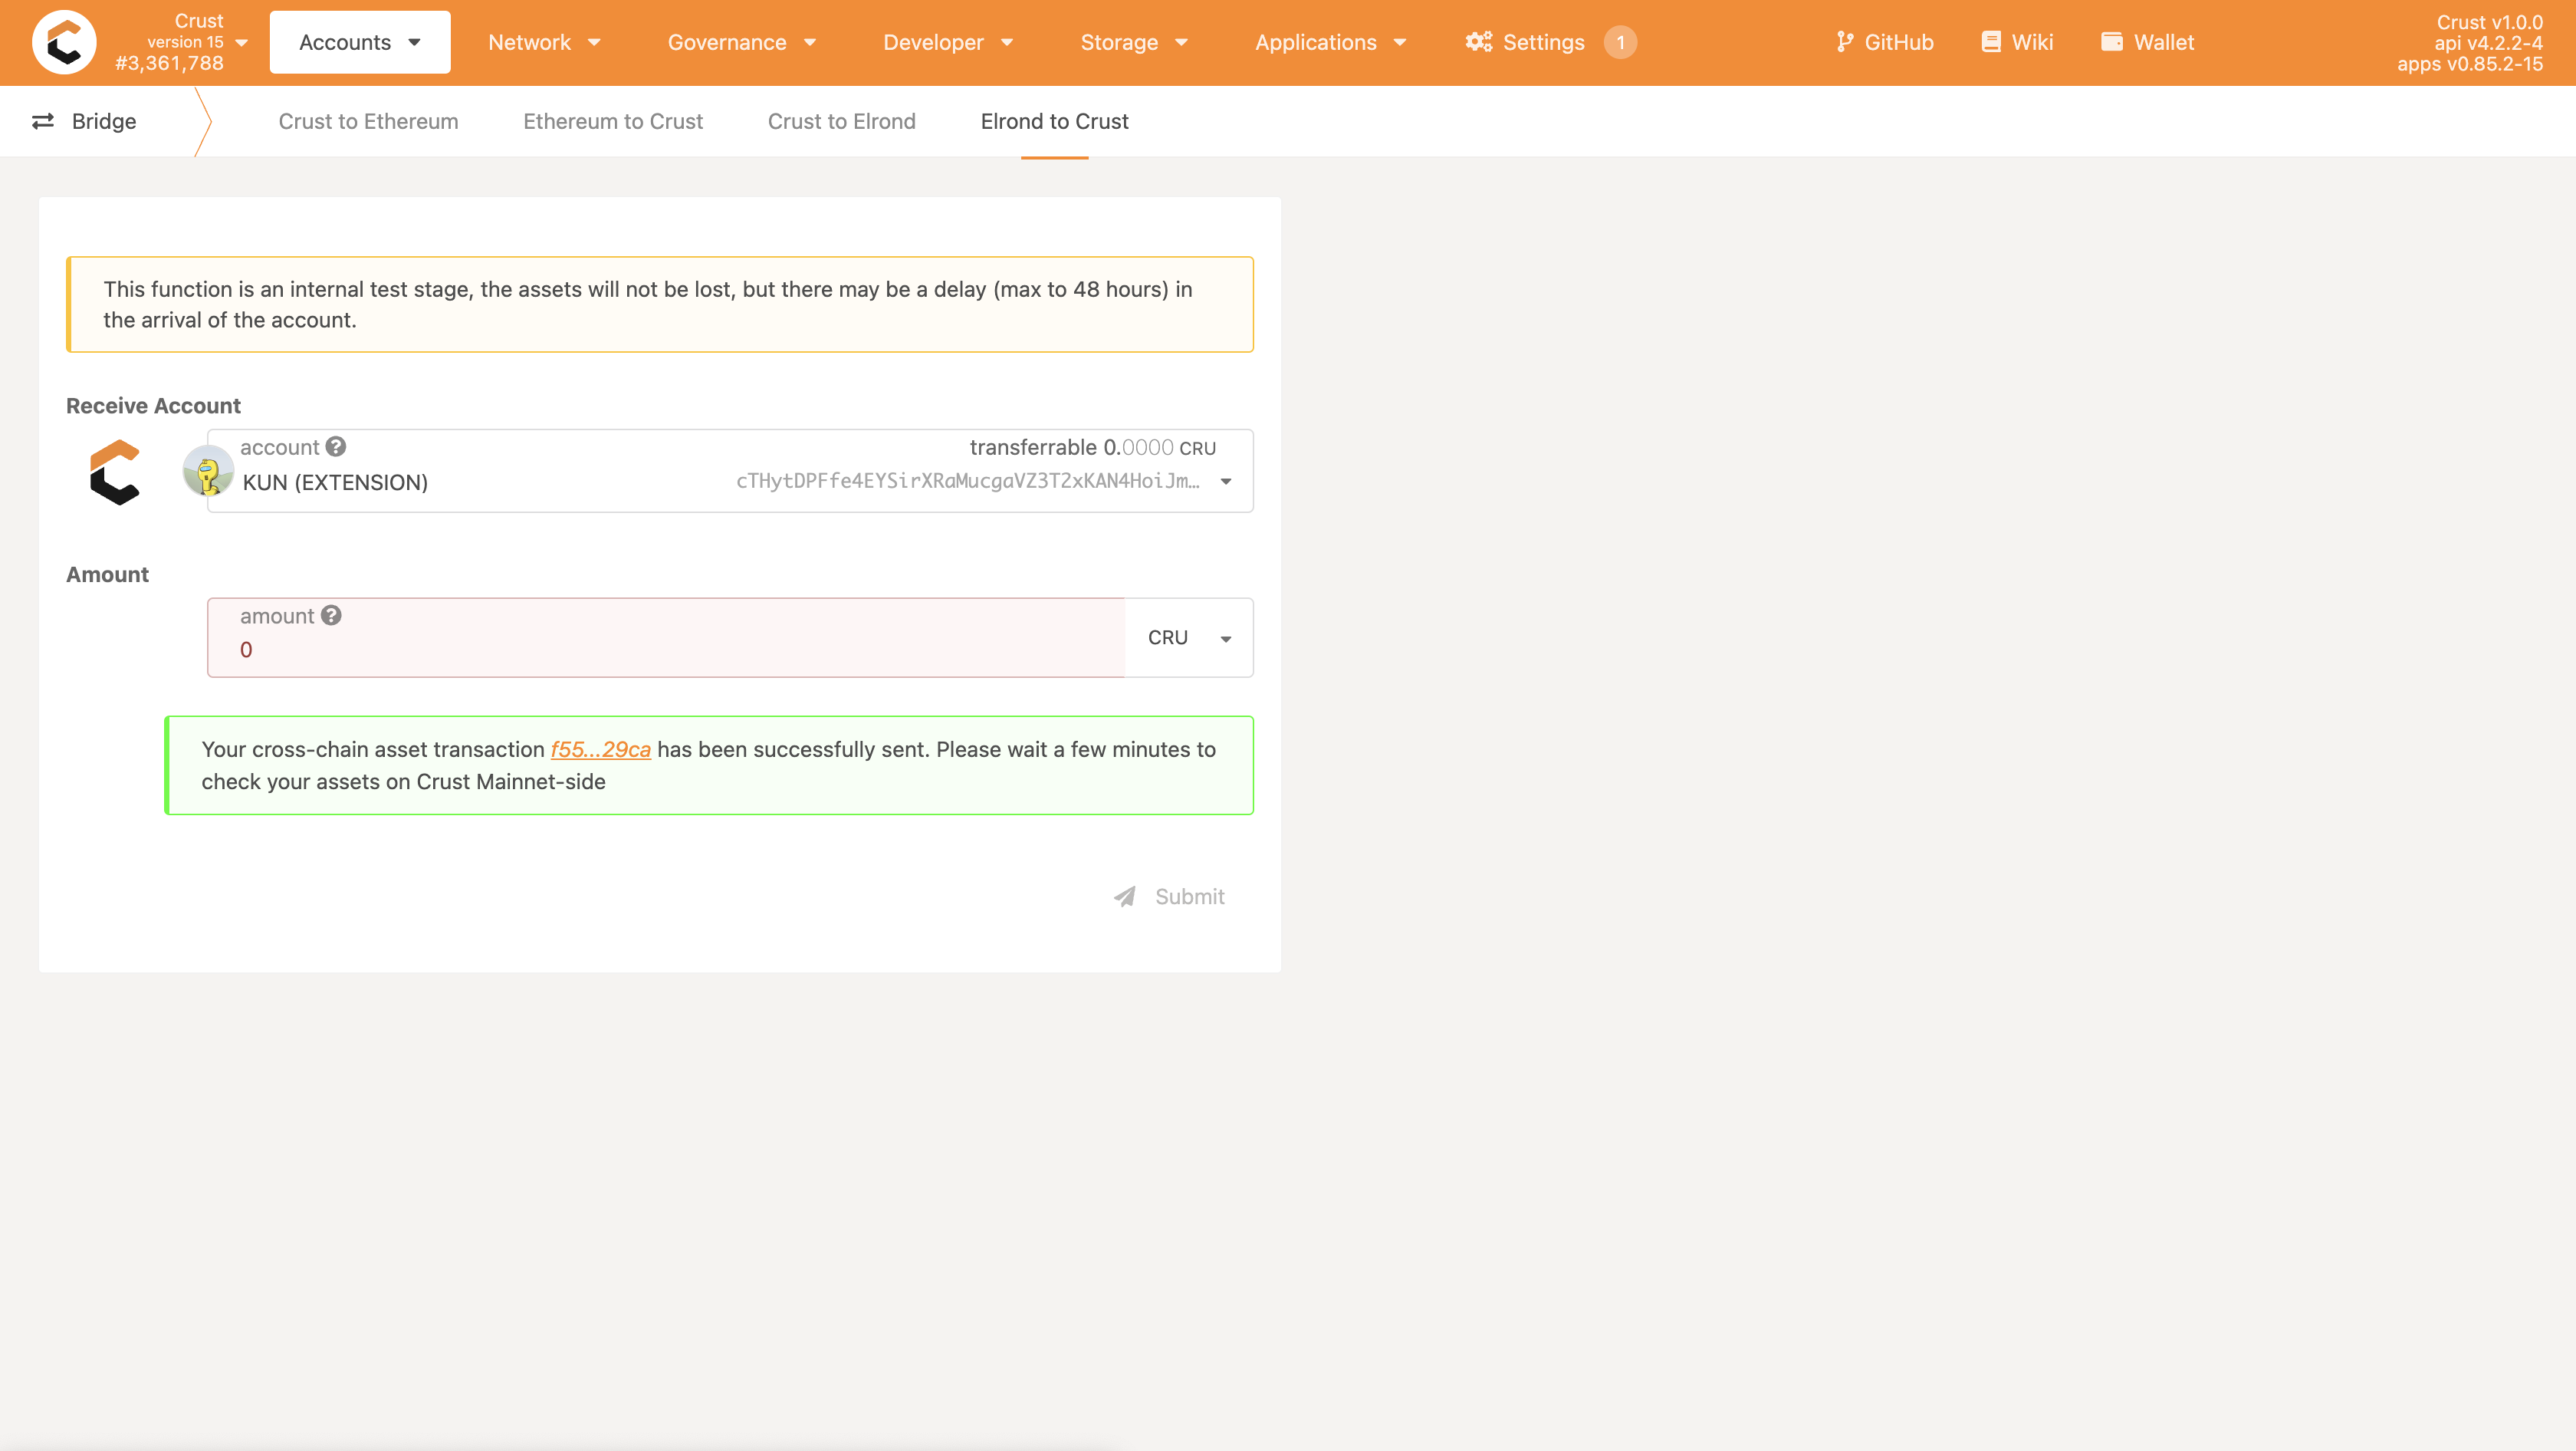 Crust
version 15
#3,361,788
Accounts
Network
Governance
Developer
Storage
Applications
Settings
1
GitHub
Wiki
Wallet
Crust v1.0.0
api v4.2.2-4
apps v0.85.2-15
Bridge
Crust to Ethereum
Ethereum to Crust
Crust to Elrond
Elrond to Crust
This function is an internal test stage, the assets will not be lost, but there may be a delay (max to 48 hours) in
the arrival of the account.
Receive Account
account
transferrable 0.0000 CRU
KUN (EXTENSION)
cTHytDPFfe4EYSirXRaMucgaVZ3T2xKAN4HoiJm…
Amount
amount
0
CRU
Your cross-chain asset transaction f55...29ca has been successfully sent. Please wait a few minutes to
check your assets on Crust Mainnet-side
Submit